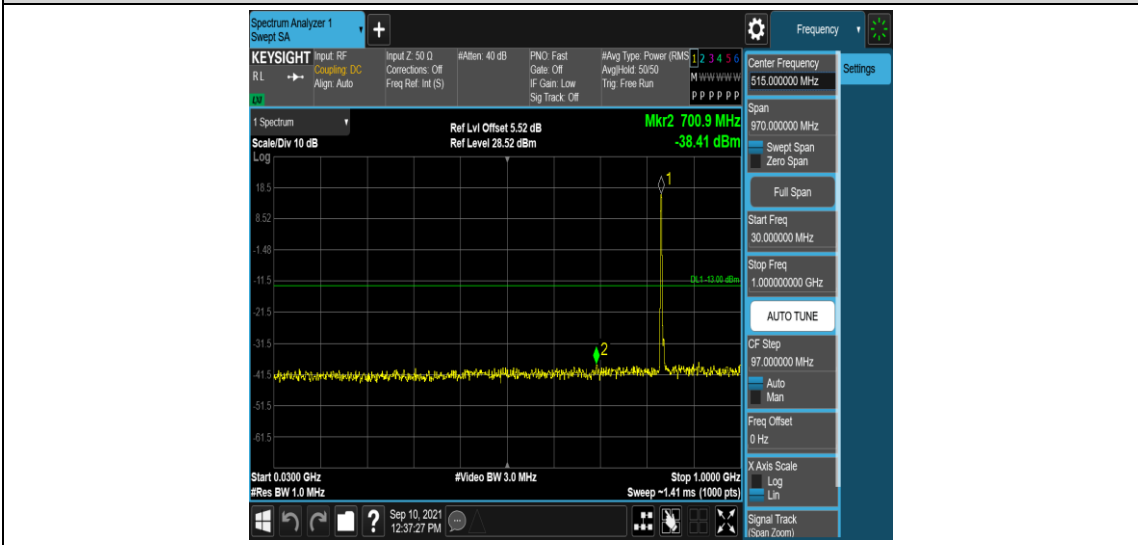 Spectrum Analyzer 1
Swept SA
+
Frequency
KEYSIGHT
RL
Input: RF
Coupling: DC
Align: Auto
Input Z: 50 Ω
Corrections: Off
Freq Ref: Int (S)
#Atten: 40 dB
PNO: Fast
Gate: Off
IF Gain: Low
Sig Track: Off
#Avg Type: Power (RMS
Avg|Hold: 50/50
Trig: Free Run
1 2 3 4 5 6
M W W W W W
P P P P P P
Center Frequency
515.000000 MHz
Settings
1 Spectrum
Scale/Div 10 dB
Log
Ref Lvl Offset 5.52 dB
Ref Level 28.52 dBm
Mkr2 700.9 MHz
-38.41 dBm
Span
970.000000 MHz
Swept Span
Zero Span
Full Span
Start Freq
30.000000 MHz
Stop Freq
1.000000000 GHz
AUTO TUNE
CF Step
97.000000 MHz
Auto
Man
Freq Offset
0 Hz
X Axis Scale
Log
Lin
Signal Track
(Span Zoom)
1
18.5
8.52
-1.48
DL1 -13.00 dBm
-11.5
-21.5
-31.5
2
-41.5
-51.5
-61.5
Start 0.0300 GHz
#Res BW 1.0 MHz
#Video BW 3.0 MHz
Stop 1.0000 GHz
Sweep ~1.41 ms (1000 pts)
?
Sep 10, 2021
12:37:27 PM